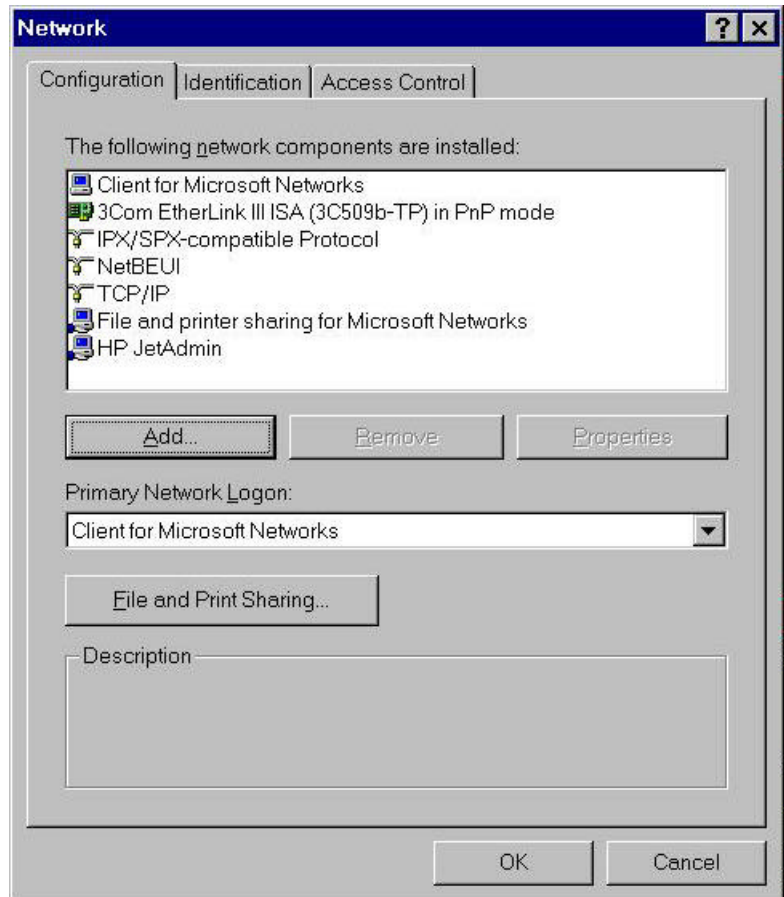 Network
Configuration Identification Access Control
The following network components are installed:
Client for Microsoft Networks
3Com EtherLink III ISA (3C509b-TP) in PnP mode
IPX/SPX-compatible Protocol
NetBEUI
TCP/IP
File and printer sharing for Microsoft Networks
HP JetAdmin
Add... Remove Properties
Primary Network Logon:
Client for Microsoft Networks
File and Print Sharing...
Description
OK Cancel